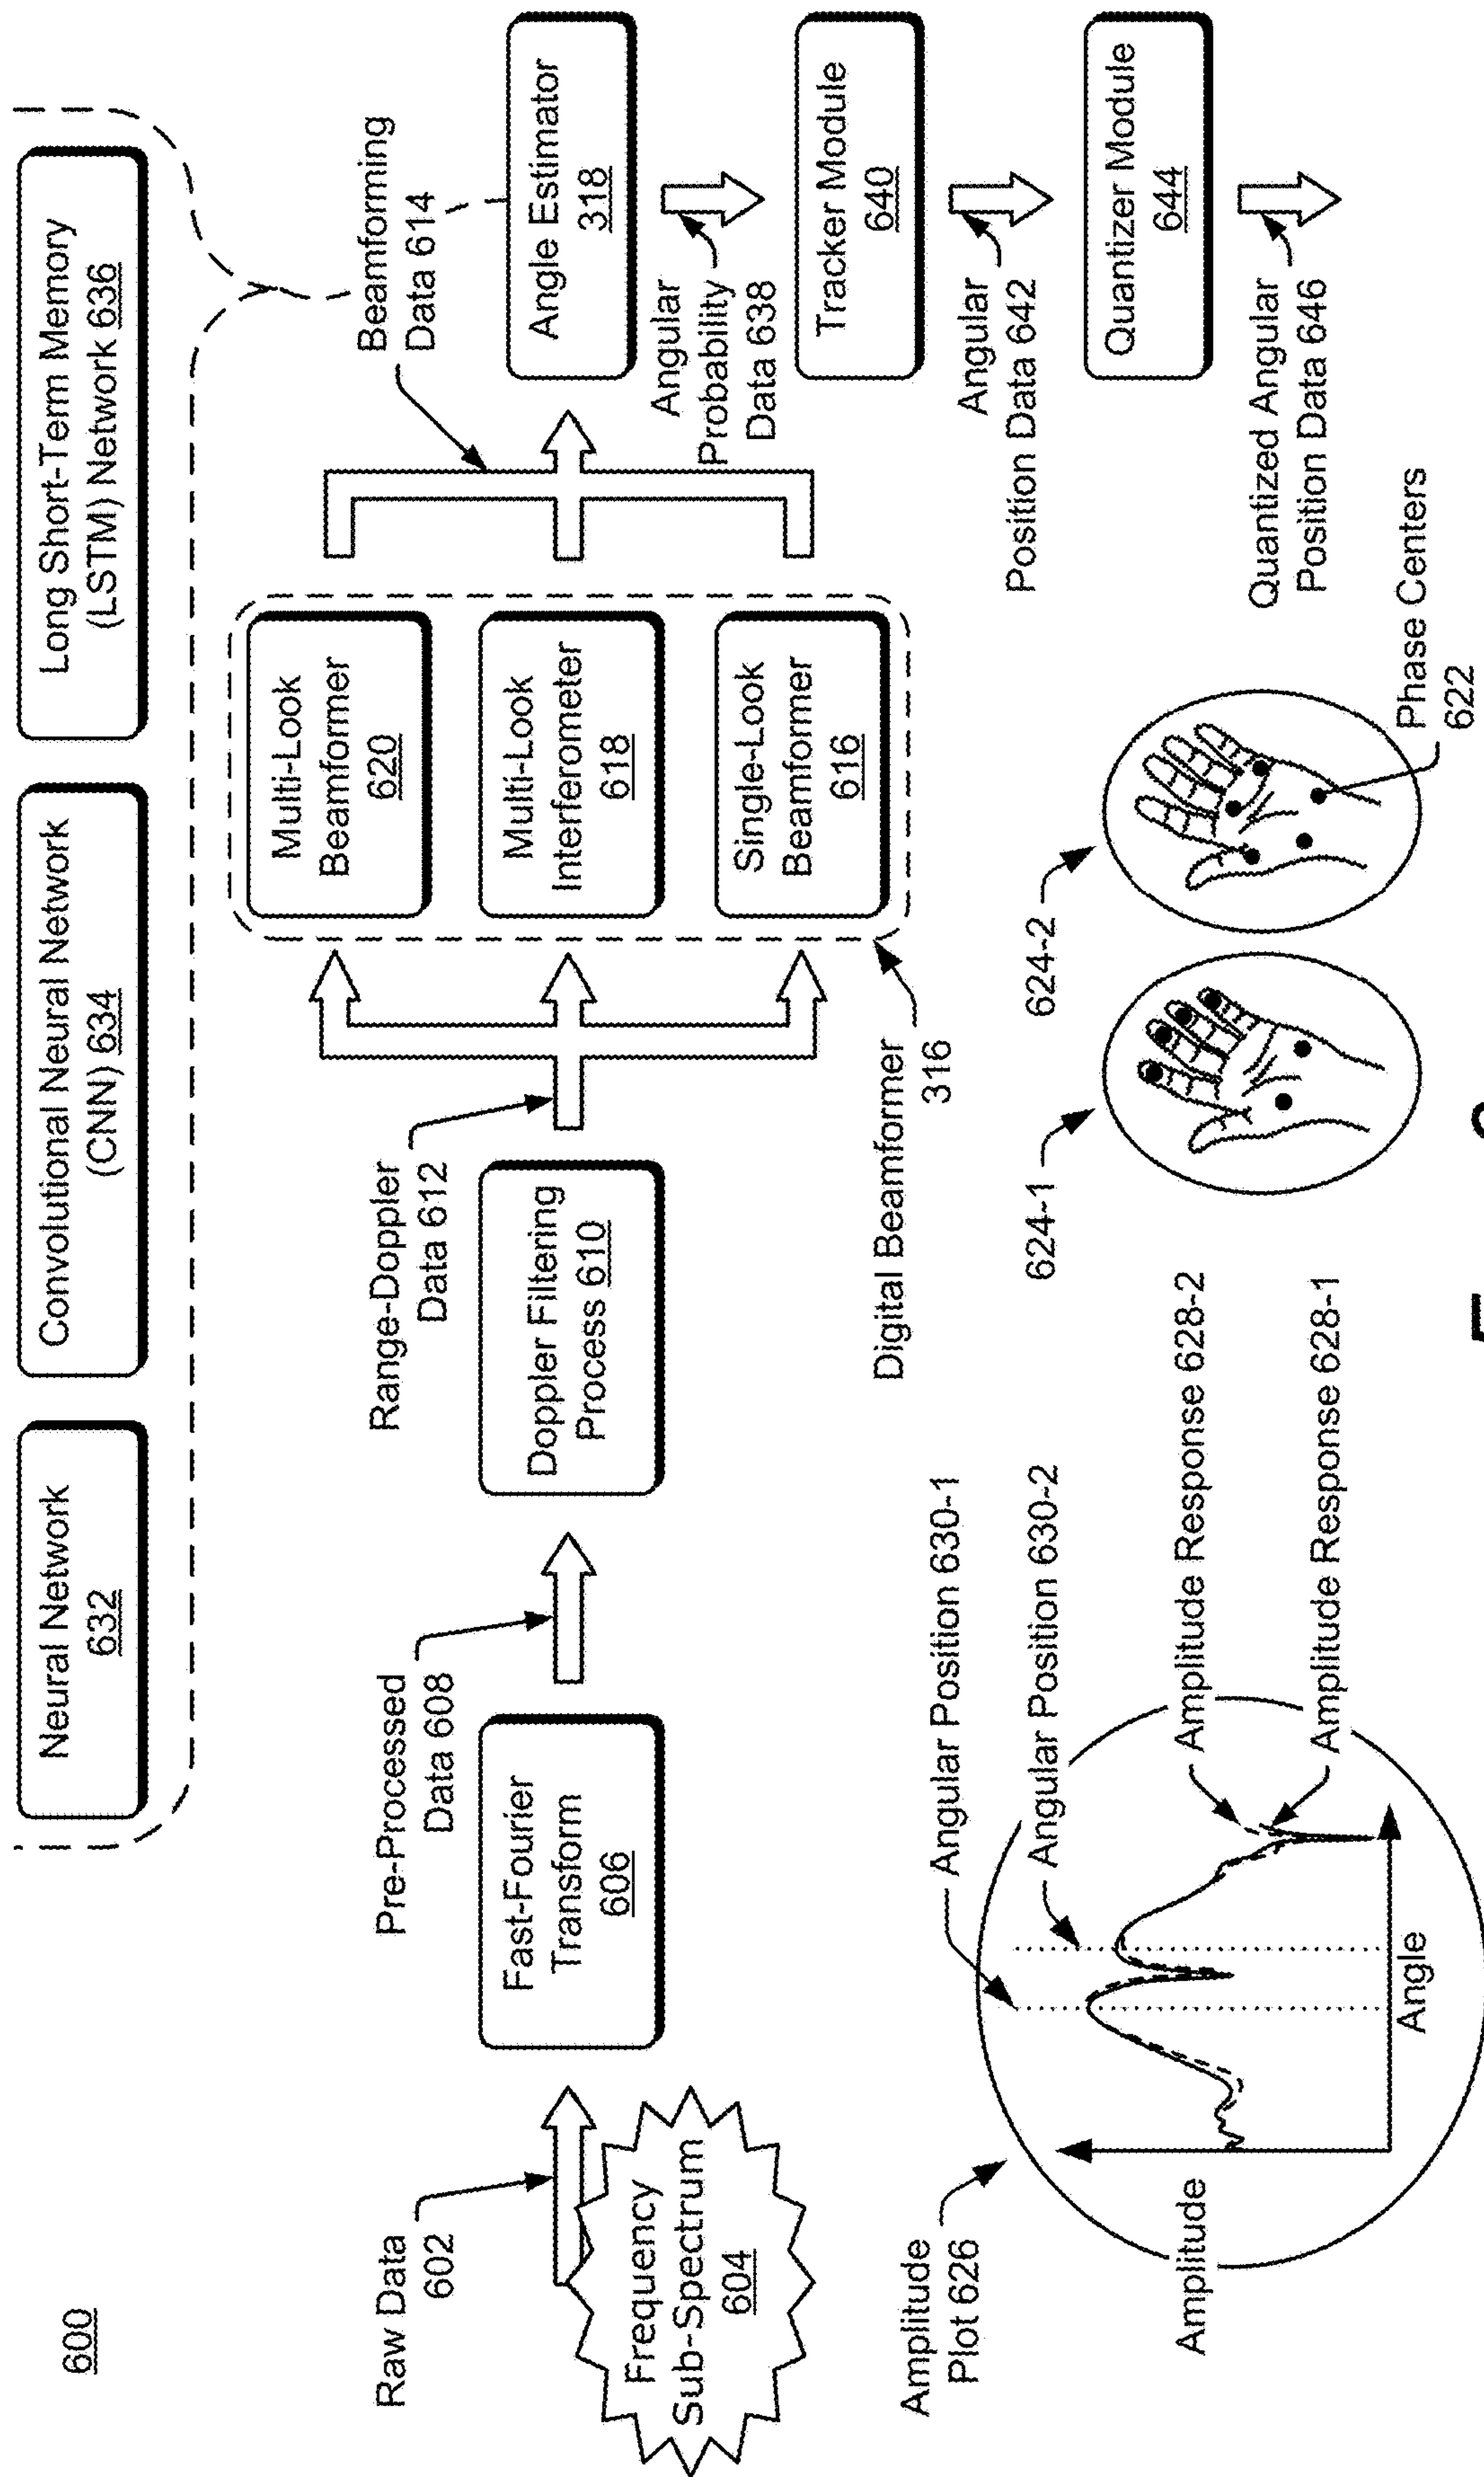 600
Neural Network
632
Convolutional Neural Network
(CNN) 634
Long Short-Term Memory
(LSTM) Network 636
Raw Data
602
Frequency
Sub-Spectrum
604
Fast-Fourier
Transform
606
Pre-Processed
Data 608
Doppler Filtering
Process 610
Range-Doppler
Data 612
Multi-Look
Beamformer
620
Multi-Look
Interferometer
618
Single-Look
Beamformer
616
Digital Beamformer
316
Beamforming
Data 614
Angle Estimator
318
Angular
Probability
Data 638
Tracker Module
640
Angular
Position Data 642
Quantizer Module
644
Quantized Angular
Position Data 646
Amplitude
Plot 626
Amplitude
Angle
Angular Position 630-1
Angular Position 630-2
Amplitude Response 628-2
Amplitude Response 628-1
624-1
624-2
Phase Centers
622